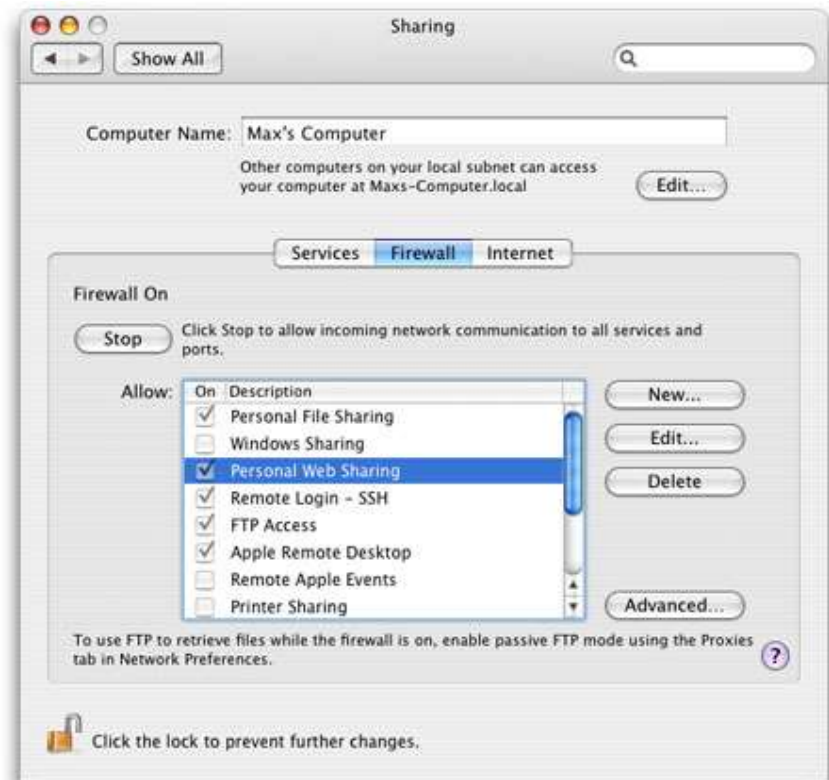 Sharing
Show All
Computer Name: Max's Computer
Other computers on your local subnet can access
your computer at Maxs-Computer.local
Edit...
Services Firewall Internet
Firewall On
Stop
Click Stop to allow incoming network communication to all services and
ports.
Allow:
On Description
Personal File Sharing
Windows Sharing
Personal Web Sharing
Remote Login - SSH
FTP Access
Apple Remote Desktop
Remote Apple Events
Printer Sharing
New...
Edit...
Delete
Advanced...
To use FTP to retrieve files while the firewall is on, enable passive FTP mode using the Proxies
tab in Network Preferences.
?
Click the lock to prevent further changes.